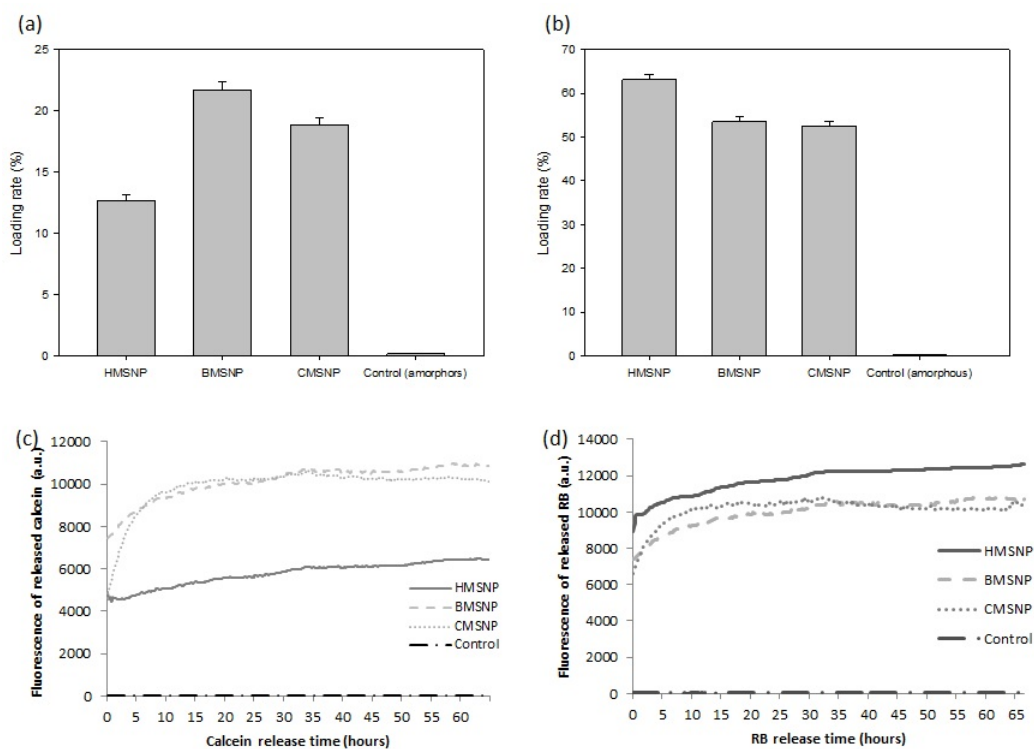 (a)
25
20
15
10
5
0
Loading rate (%)
HMSNP BMSNP CMSNP Control (amorphors)
(b)
70
60
50
40
30
20
10
0
Loading rate (%)
HMSNP BMSNP CMSNP Control (amorphous)
(c)
12000
10000
8000
6000
4000
2000
0
Fluorescence of released calcein (a.u.)
HMSNP
BMSNP
CMSNP
Control
0 5 10 15 20 25 30 35 40 45 50 55 60
Calcein release time (hours)
(d)
14000
12000
10000
8000
6000
4000
2000
0
Fluorescence of released RB (a.u.)
HMSNP
BMSNP
CMSNP
Control
0 5 10 15 20 25 30 35 40 45 50 55 60 65
RB release time (hours)